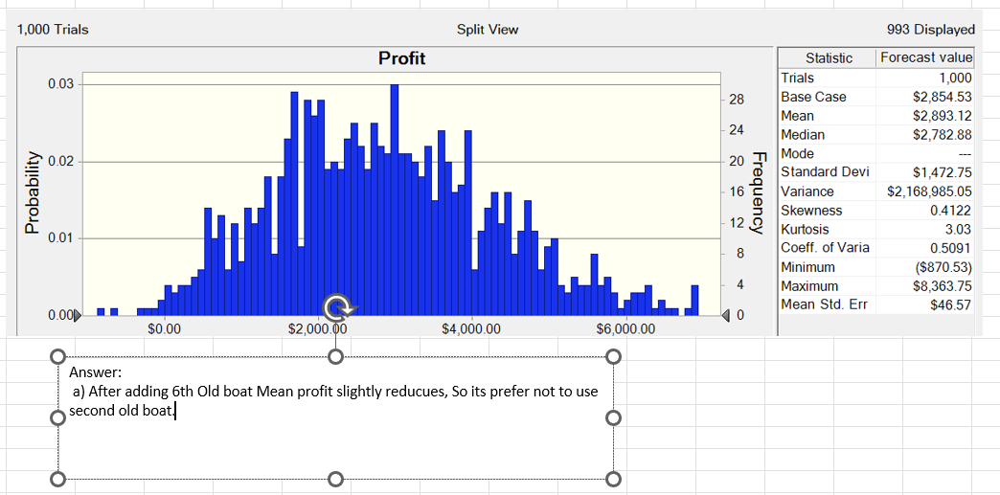 1,000 Trials
Split View
993 Displayed
Profit
Probability
0.03
0.02
0.01
0.00
Frequency
28
24
20
16
12
8
4
0
$0.00
$2,000.00
$4,000.00
$6,000.00
Statistic Forecast value
Trials 1,000
Base Case $2,854.53
Mean $2,893.12
Median $2,782.88
Mode ---
Standard Devi $1,472.75
Variance $2,168,985.05
Skewness 0.4122
Kurtosis 3.03
Coeff. of Varia 0.5091
Minimum ($870.53)
Maximum $8,363.75
Mean Std. Err $46.57
Answer:
a) After adding 6th Old boat Mean profit slightly reducues, So its prefer not to use
second old boat.